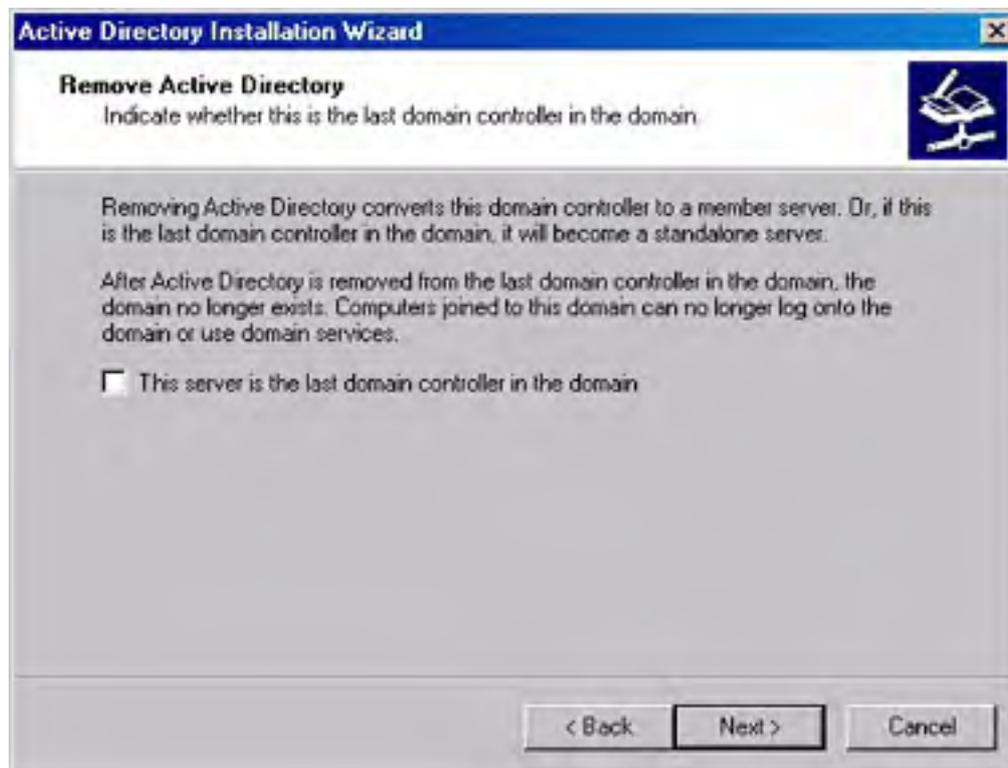 Active Directory Installation Wizard
Remove Active Directory
Indicate whether this is the last domain controller in the domain.
Removing Active Directory converts this domain controller to a member server. Or, if this
is the last domain controller in the domain, it will become a standalone server.
After Active Directory is removed from the last domain controller in the domain, the
domain no longer exists. Computers joined to this domain can no longer log onto the
domain or use domain services.
This server is the last domain controller in the domain
< Back
Next >
Cancel